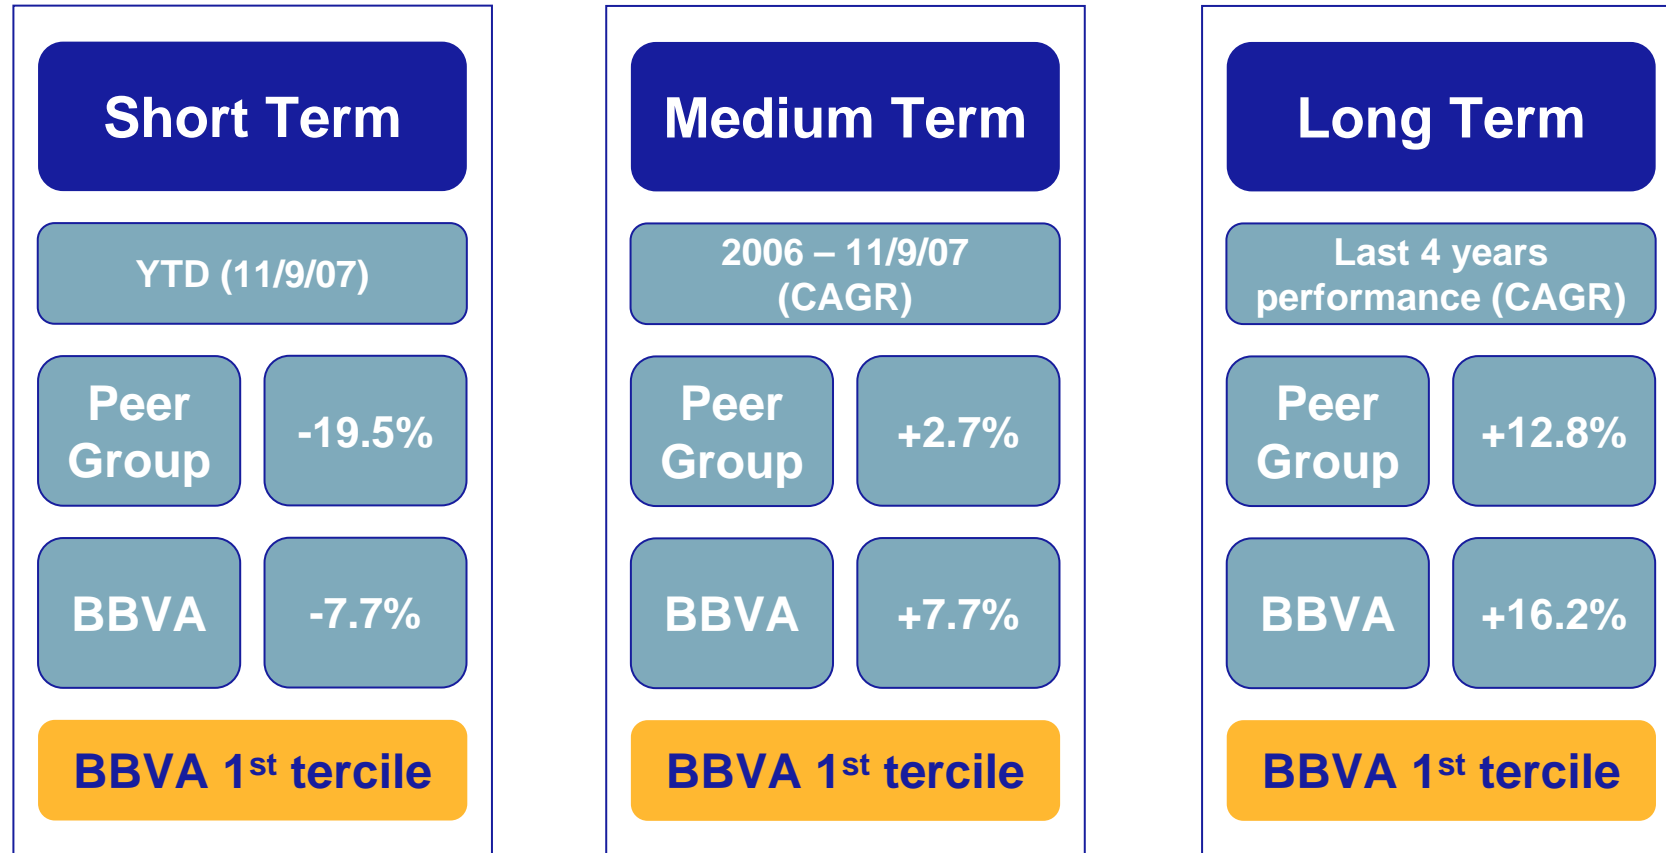 Short Term
YTD (11/9/07)
Peer
Group
-19.5%
BBVA
-7.7%
BBVA 1st tercile
Medium Term
2006 – 11/9/07
(CAGR)
Peer
Group
+2.7%
BBVA
+7.7%
BBVA 1st tercile
Long Term
Last 4 years
performance (CAGR)
Peer
Group
+12.8%
BBVA
+16.2%
BBVA 1st tercile